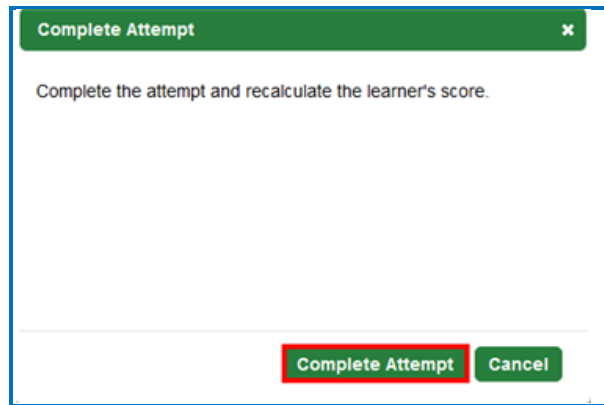 Complete Attempt ×
Complete the attempt and recalculate the learner's score.
Complete Attempt Cancel